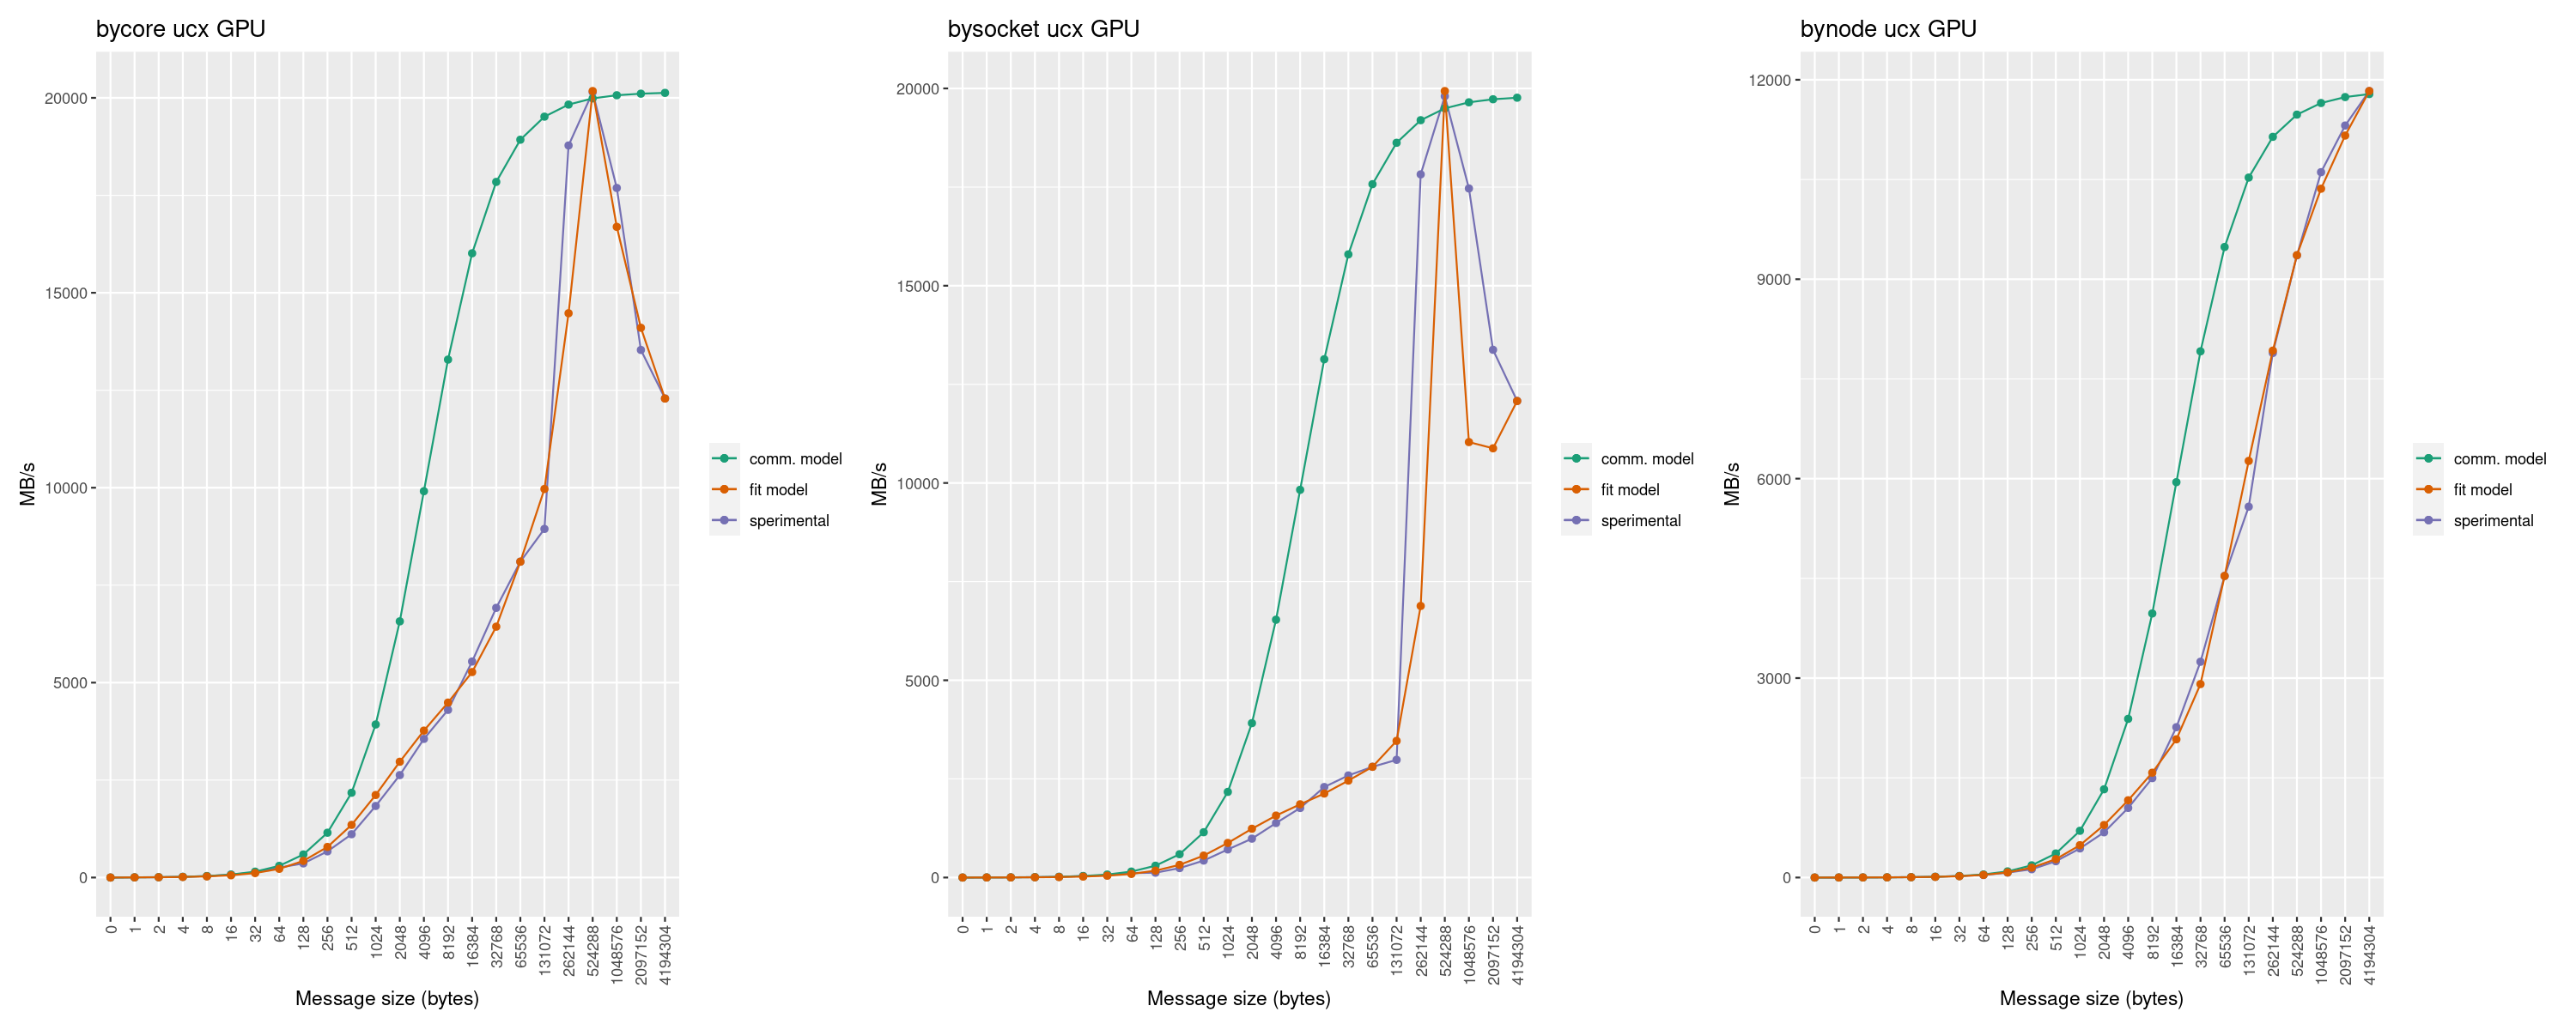 bycore ucx GPU
20000
15000
10000
5000
0
MB/s
0 1 2 4 8 16 32 64 128 256 512 1024 2048 4096 8192 16384 32768 65536 131072 262144 524288 1048576 2097152 4194304
Message size (bytes)
comm. model
fit model
sperimental
bysocket ucx GPU
20000
15000
10000
5000
0
MB/s
0 1 2 4 8 16 32 64 128 256 512 1024 2048 4096 8192 16384 32768 65536 131072 262144 524288 1048576 2097152 4194304
Message size (bytes)
comm. model
fit model
sperimental
bynode ucx GPU
12000
9000
6000
3000
0
MB/s
0 1 2 4 8 16 32 64 128 256 512 1024 2048 4096 8192 16384 32768 65536 131072 262144 524288 1048576 2097152 4194304
Message size (bytes)
comm. model
fit model
sperimental